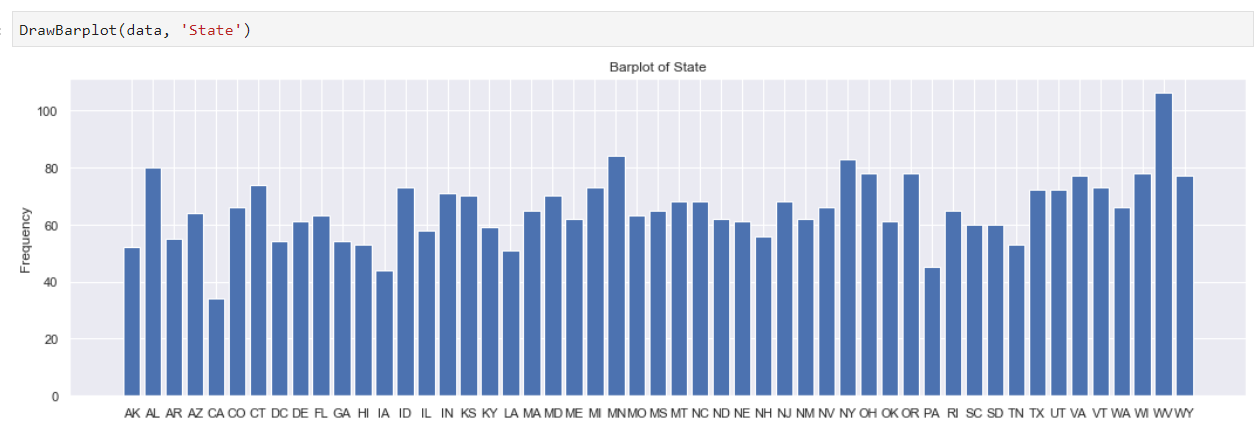 DrawBarplot(data, 'State')
Barplot of State
100
80
60
40
20
0
Frequency
AK AL AR AZ CA CO CT DC DE FL GA HI IA ID IL IN KS KY LA MA MD ME MI MN MO MS MT NC ND NE NH NJ NM NV NY OH OK OR PA RI SC SD TN TX UT VA VT WA WI WV WY